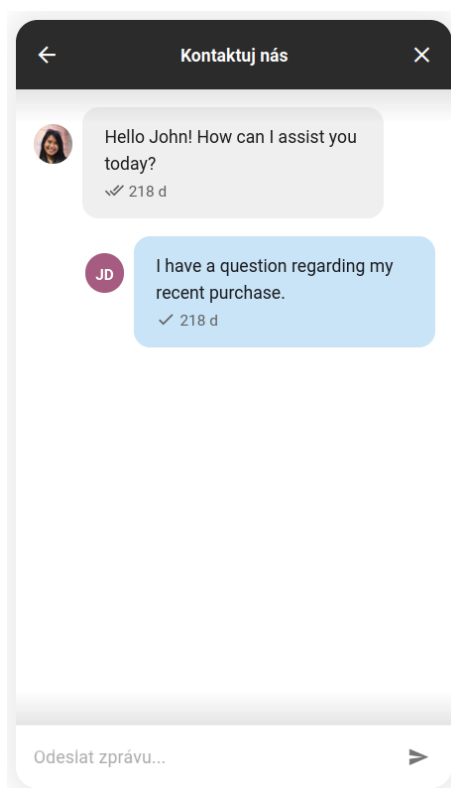 Kontaktuj nás
Hello John! How can I assist you
today?
218 d
JD
I have a question regarding my
recent purchase.
218 d
Odeslat zprávu...